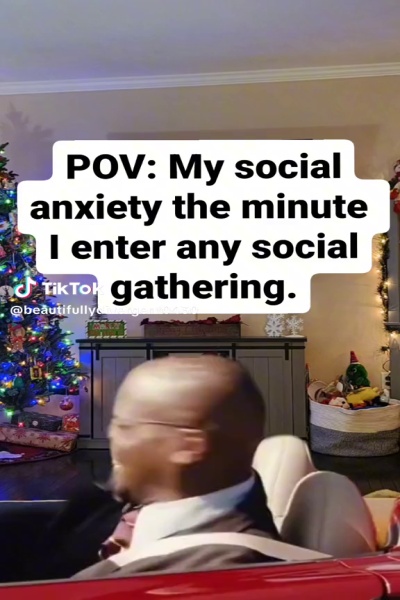 POV: My social
anxiety the minute
I enter any social
gathering.
TikTok